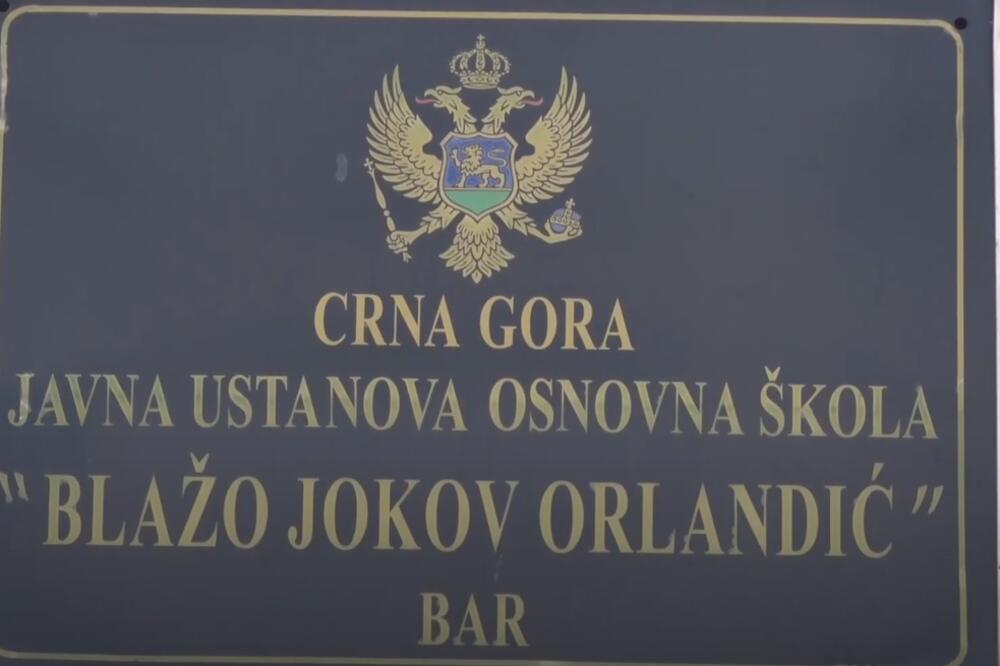 CRNA GORA
JAVNA USTANOVA OSNOVNA ŠKOLA
"BLAŽO JOKOV ORLANDIĆ"
BAR